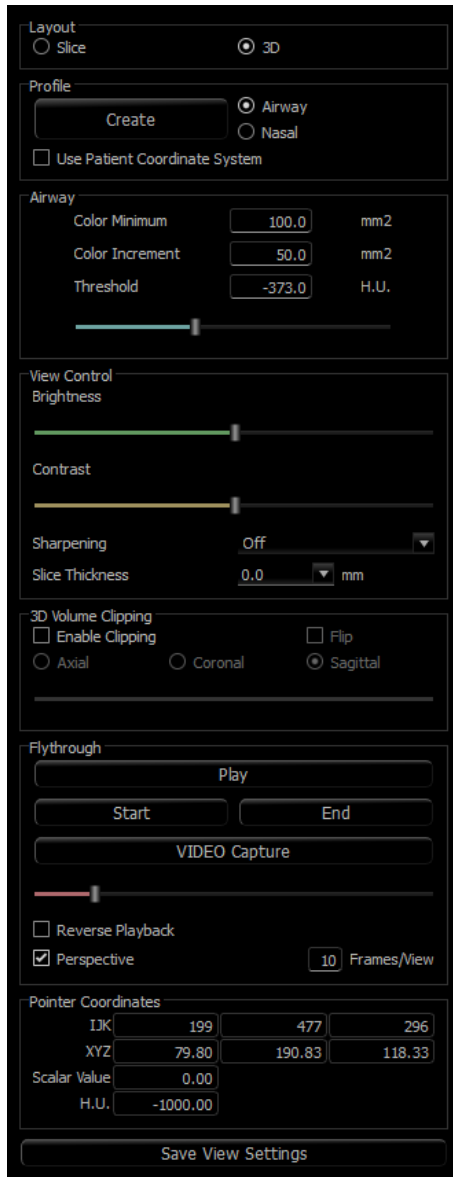 Layout
Slice 3D
Profile
Create
Airway
Nasal
Use Patient Coordinate System
Airway
Color Minimum 100.0 mm2
Color Increment 50.0 mm2
Threshold -373.0 H.U.
View Control
Brightness
Contrast
Sharpening Off
Slice Thickness 0.0 mm
3D Volume Clipping
Enable Clipping Flip
Axial Coronal Sagittal
Flythrough
Play
Start End
VIDEO Capture
Reverse Playback
Perspective 10 Frames/View
Pointer Coordinates
IJK 199 477 296
XYZ 79.80 190.83 118.33
Scalar Value 0.00
H.U. -1000.00
Save View Settings